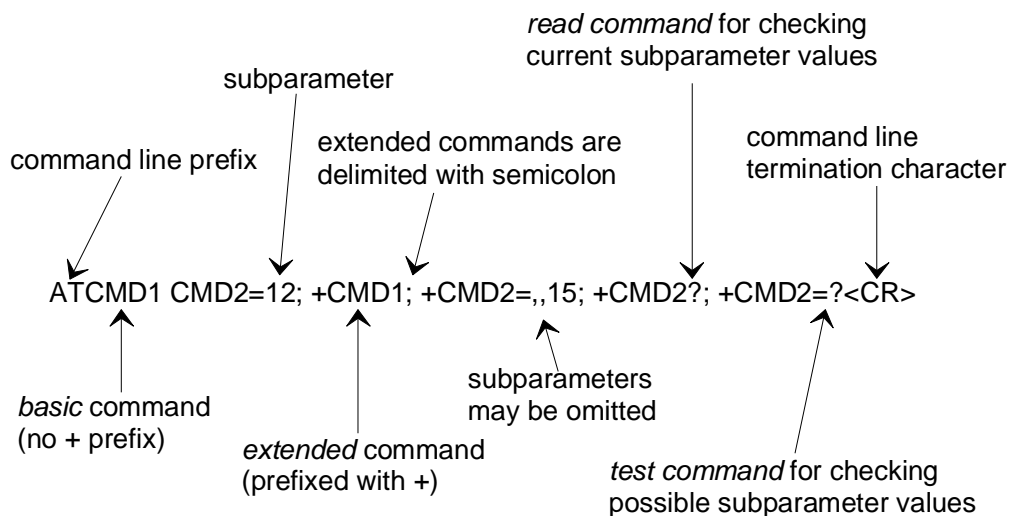 read command for checking
current subparameter values
subparameter
command line prefix
extended commands are
delimited with semicolon
command line
termination character
ATCMD1 CMD2=12; +CMD1; +CMD2=,,15; +CMD2?; +CMD2=?<CR>
basic command
(no + prefix)
extended command
(prefixed with +)
subparameters
may be omitted
test command for checking
possible subparameter values